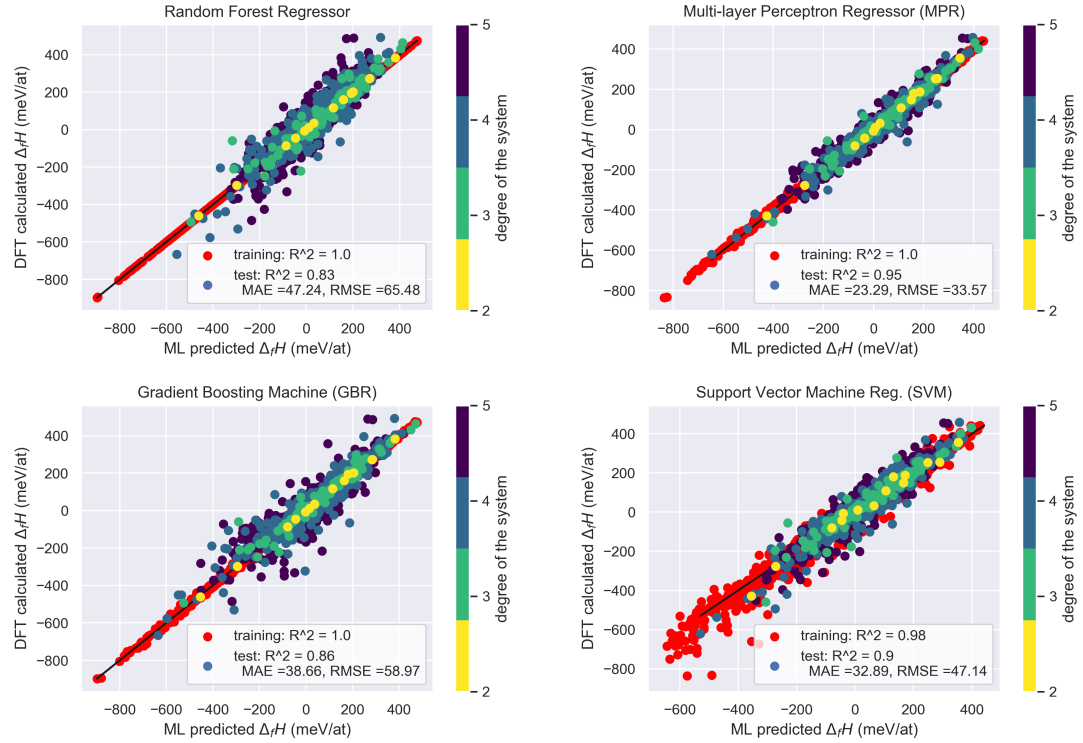 Random Forest Regressor
400
200
0
−200
−400
−600
−800
DFT calculated ΔfH (meV/at)
training: R^2 = 1.0
test: R^2 = 0.83
MAE =47.24, RMSE =65.48
−800 −600 −400 −200 0 200 400
ML predicted ΔfH (meV/at)
5
4
3
2
degree of the system
Multi-layer Perceptron Regressor (MPR)
400
200
0
−200
−400
−600
−800
DFT calculated ΔfH (meV/at)
training: R^2 = 1.0
test: R^2 = 0.95
MAE =23.29, RMSE =33.57
−800 −600 −400 −200 0 200 400
ML predicted ΔfH (meV/at)
5
4
3
2
degree of the system
Gradient Boosting Machine (GBR)
400
200
0
−200
−400
−600
−800
DFT calculated ΔfH (meV/at)
training: R^2 = 1.0
test: R^2 = 0.86
MAE =38.66, RMSE =58.97
−800 −600 −400 −200 0 200 400
ML predicted ΔfH (meV/at)
5
4
3
2
degree of the system
Support Vector Machine Reg. (SVM)
400
200
0
−200
−400
−600
−800
DFT calculated ΔfH (meV/at)
training: R^2 = 0.98
test: R^2 = 0.9
MAE =32.89, RMSE =47.14
−600 −400 −200 0 200 400
ML predicted ΔfH (meV/at)
5
4
3
2
degree of the system